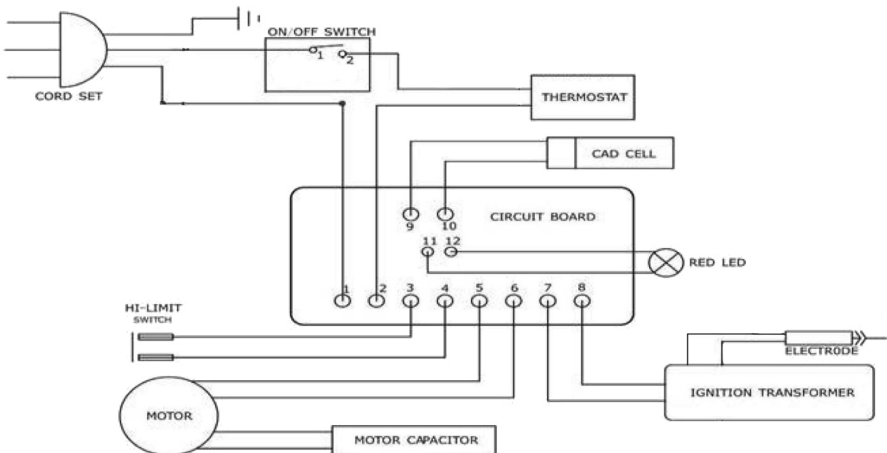 ON/OFF SWITCH
1
2
CORD SET
THERMOSTAT
CAD CELL
CIRCUIT BOARD
9
10
11
12
RED LED
1
2
3
4
5
6
7
8
HI-LIMIT
SWITCH
ELECTRODE
IGNITION TRANSFORMER
MOTOR
MOTOR CAPACITOR